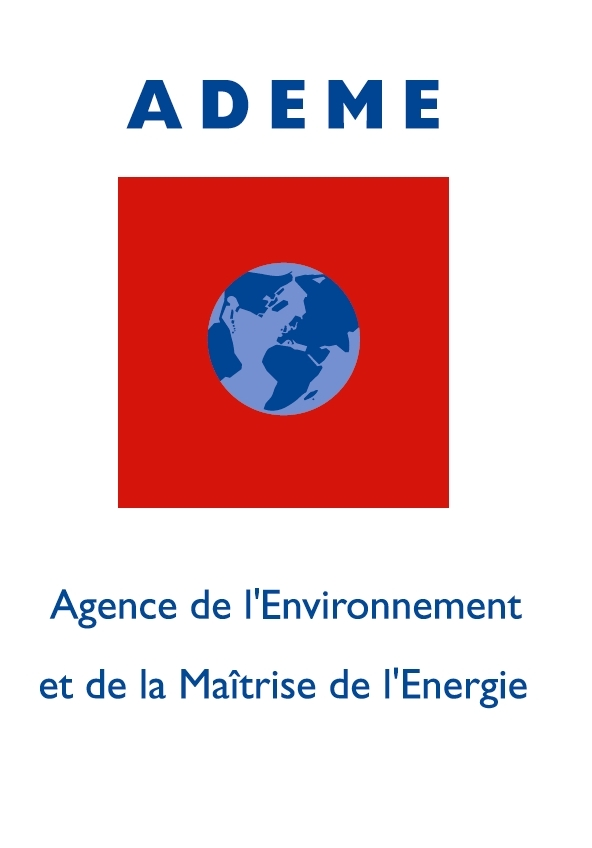 ADEME
Agence de l'Environnement
et de la Maîtrise de l'Energie